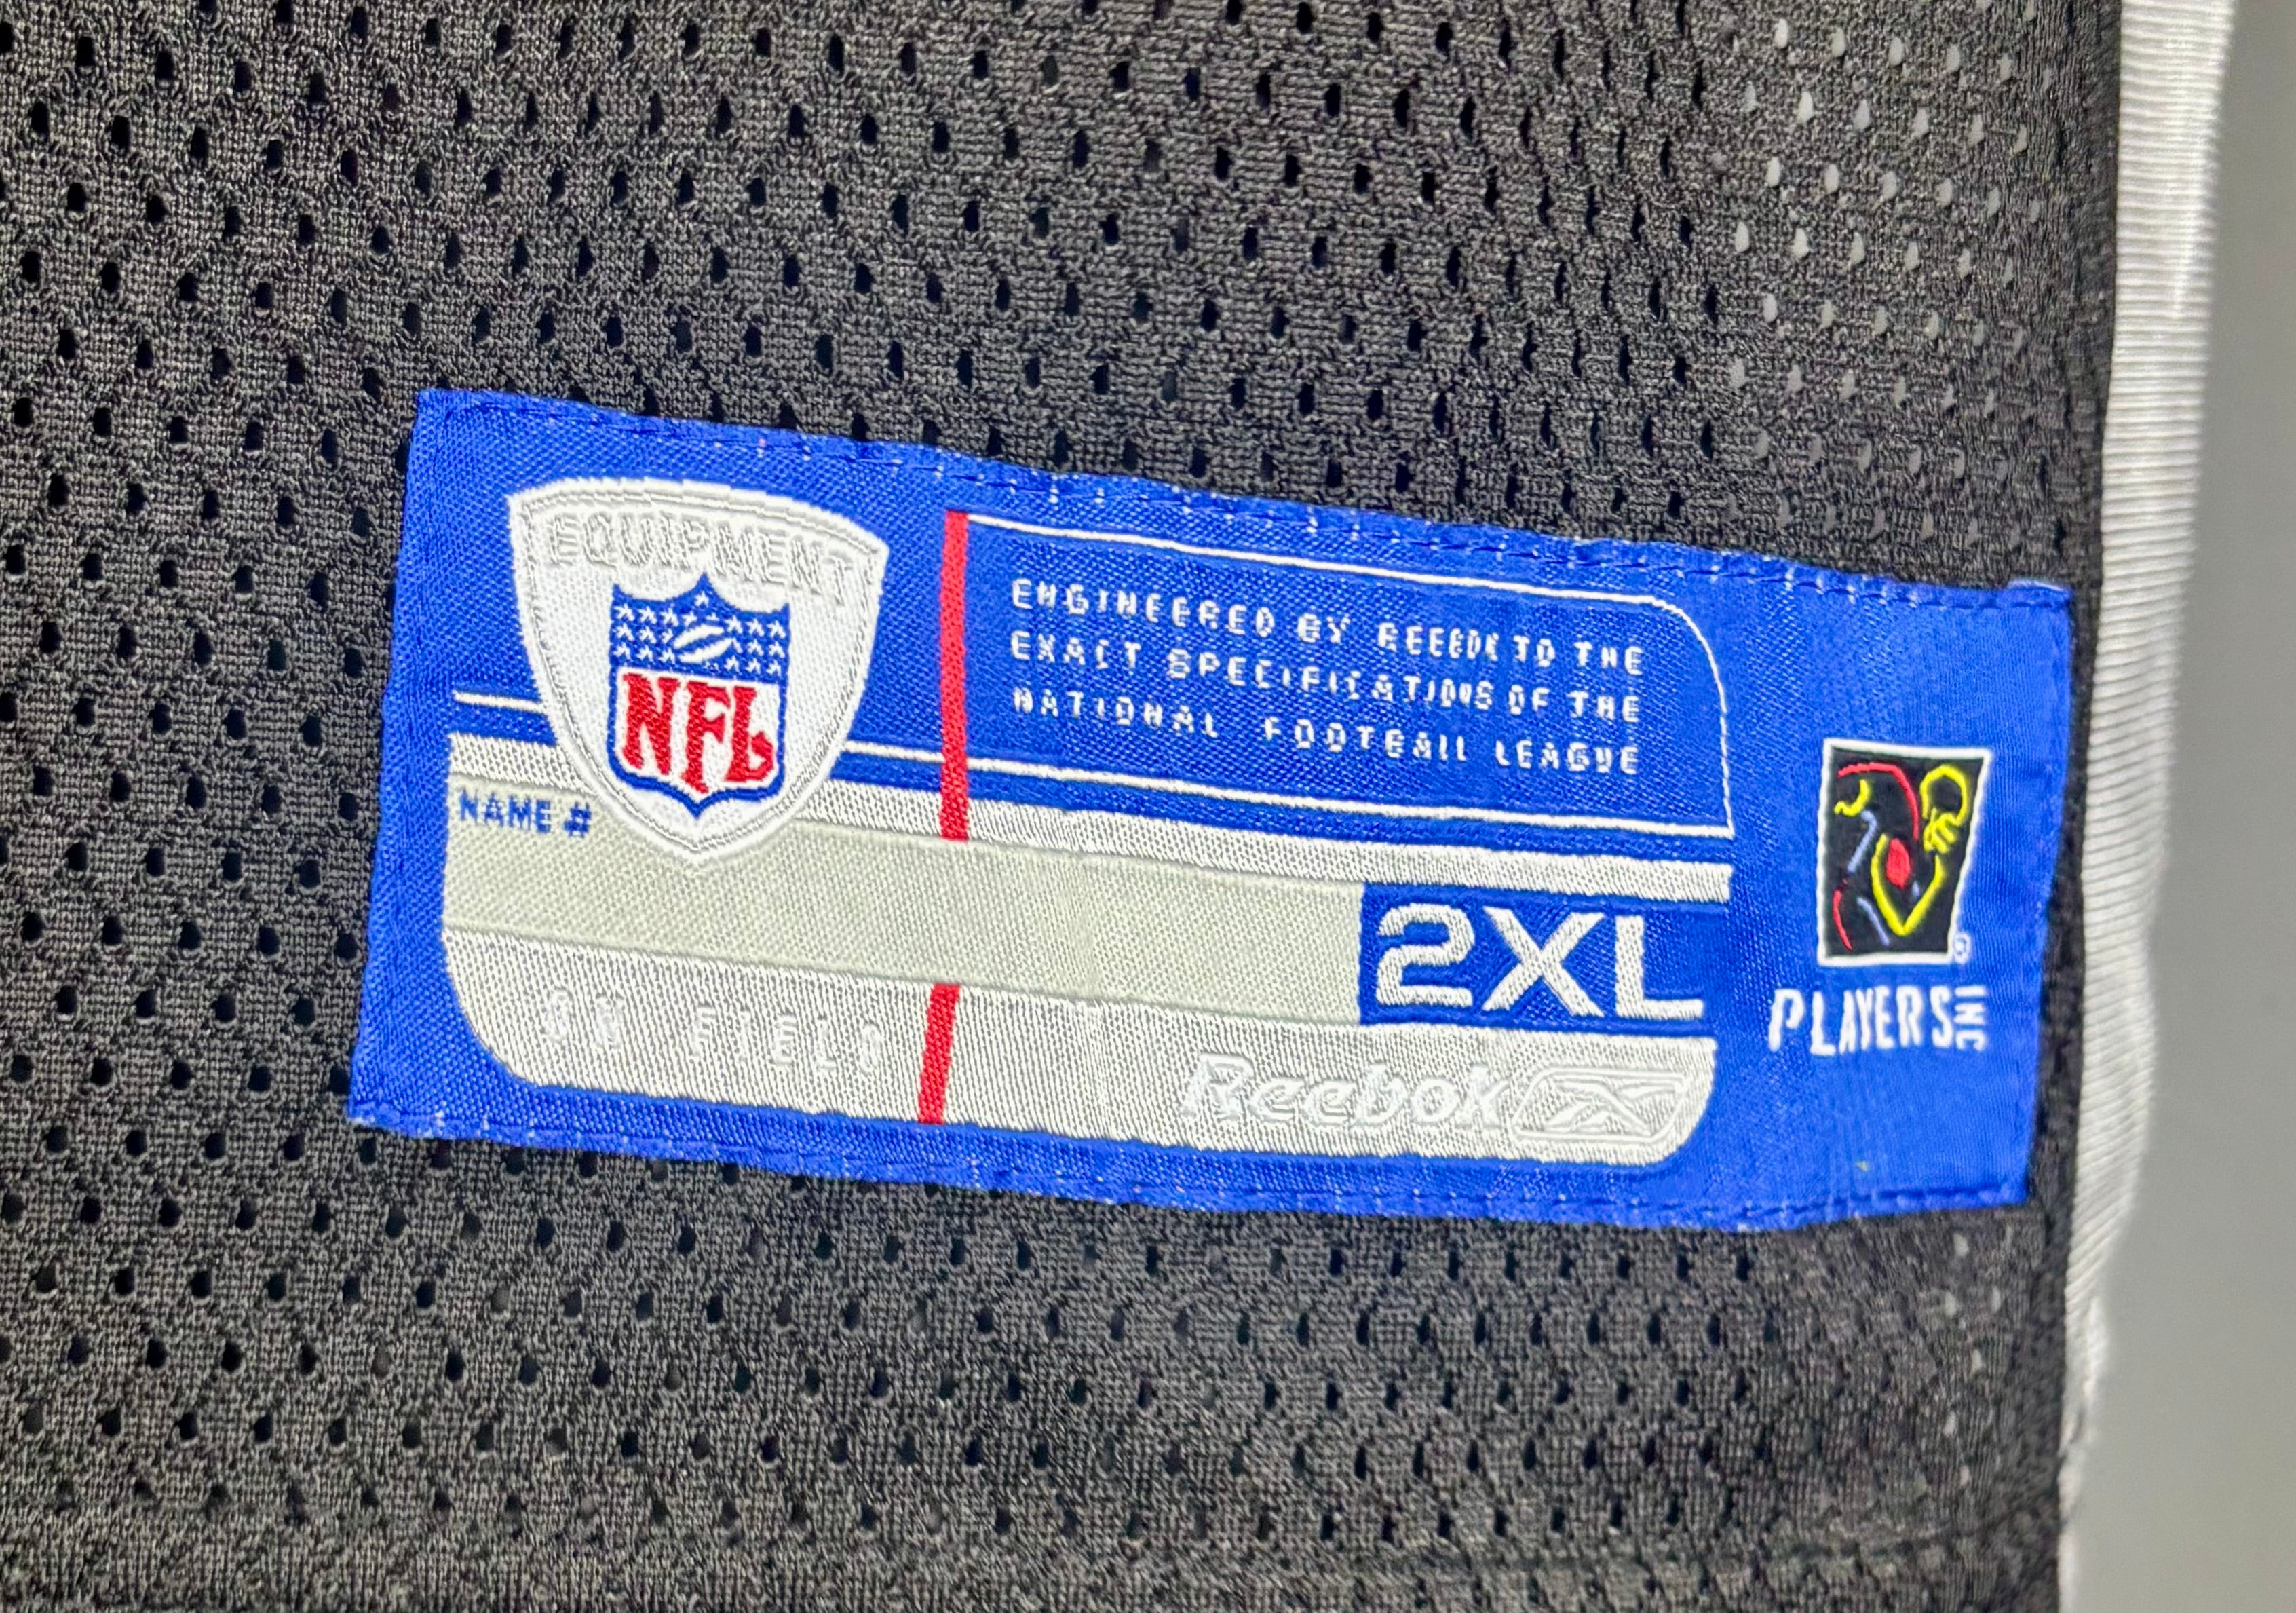 EQUIPMENT
NFL
ENGINEERED BY REEBOK TO THE
EXACT SPECIFICATIONS OF THE
NATIONAL FOOTBALL LEAGUE
NAME #
2XL
ON FIELD
Reebok
®
PLAYERS INC